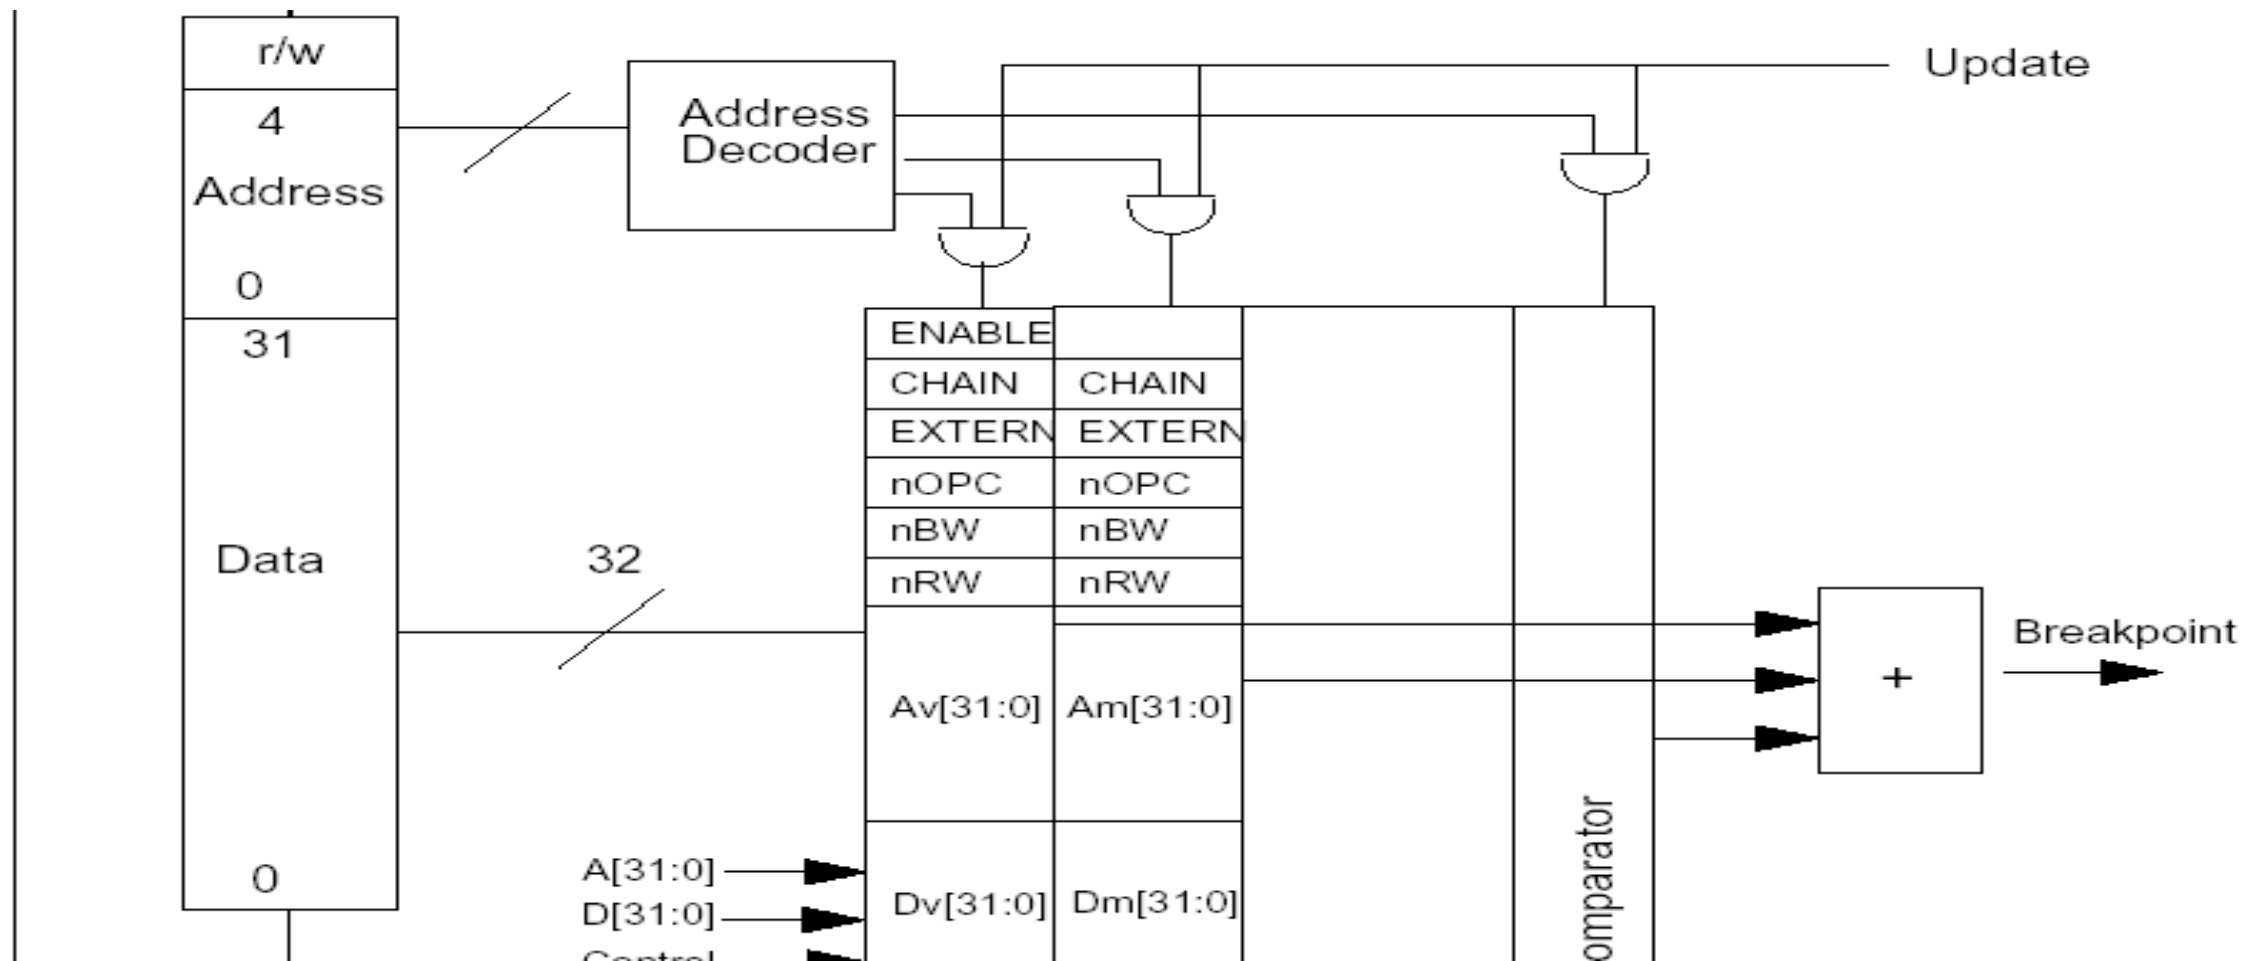 r/w
4
Address
0
31
Data
0
Address
Decoder
Update
32
ENABLE
CHAIN CHAIN
EXTERN EXTERN
nOPC nOPC
nBW nBW
nRW nRW
Av[31:0] Am[31:0]
Dv[31:0] Dm[31:0]
A[31:0]
D[31:0]
Control
omparator
+
Breakpoint